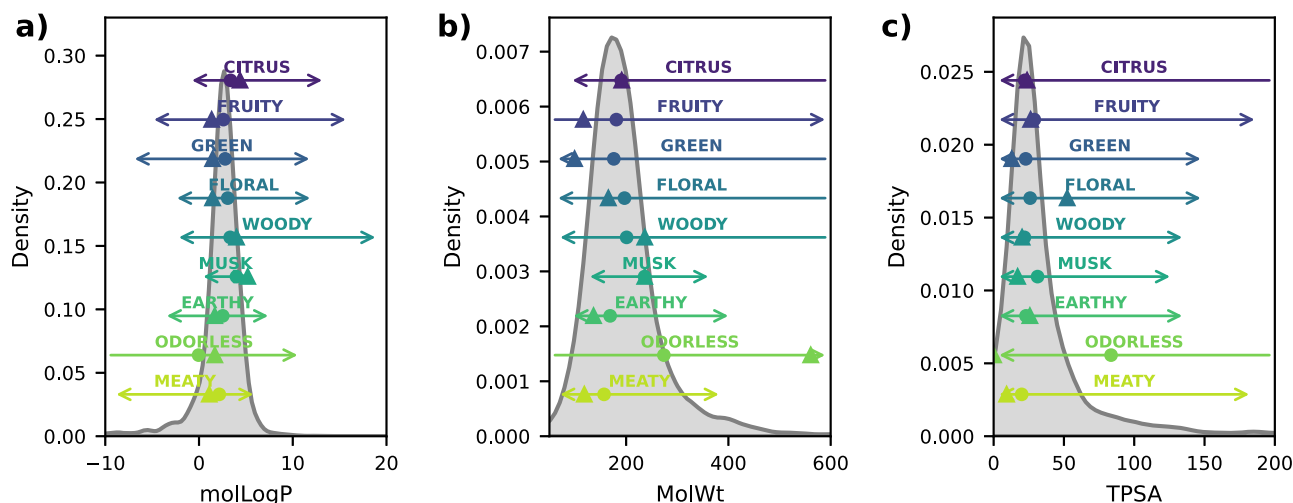 a)
0.30
0.25
0.20
0.15
0.10
0.05
0.00
Density
CITRUS
FRUITY
GREEN
FLORAL
WOODY
MUSK
EARTHY
ODORLESS
MEATY
−10 0 10 20
molLogP
b)
0.007
0.006
0.005
0.004
0.003
0.002
0.001
0.000
Density
CITRUS
FRUITY
GREEN
FLORAL
WOODY
MUSK
EARTHY
ODORLESS
MEATY
200 400 600
MolWt
c)
0.025
0.020
0.015
0.010
0.005
0.000
Density
CITRUS
FRUITY
GREEN
FLORAL
WOODY
MUSK
EARTHY
ODORLESS
MEATY
0 50 100 150 200
TPSA